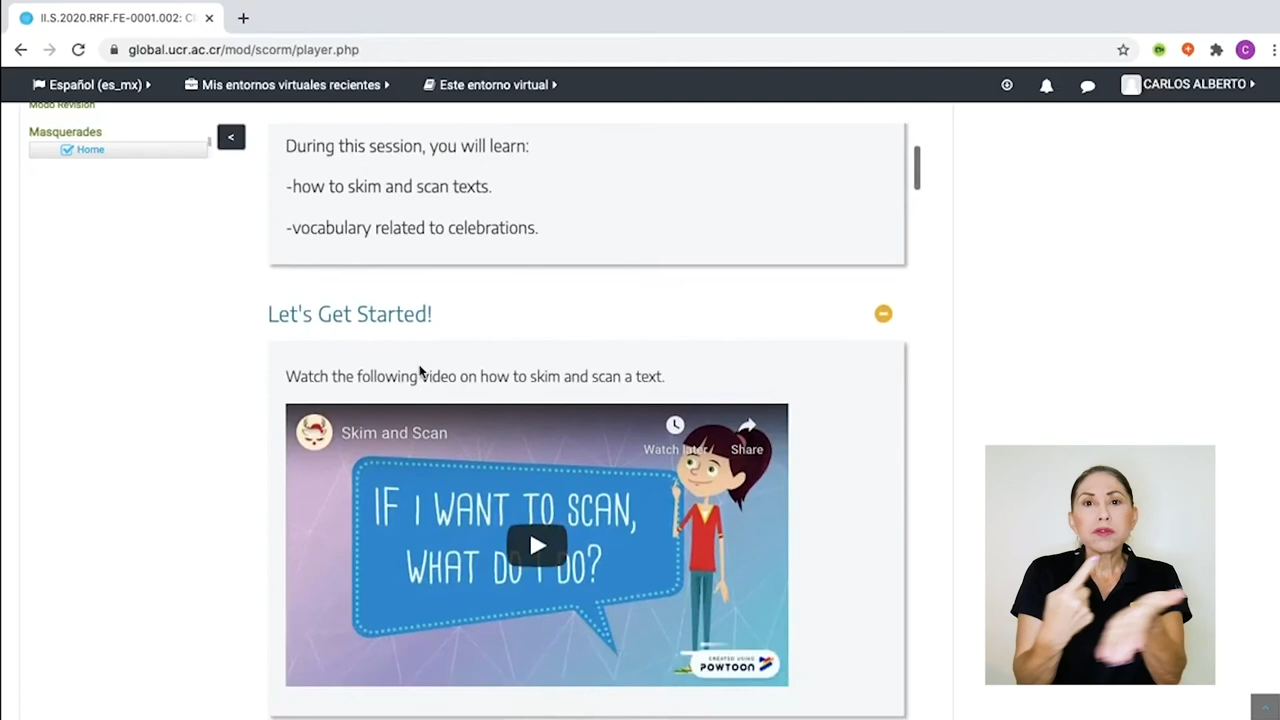 II.S.2020.RRF.FE-0001.002: C
global.ucr.ac.cr/mod/scorm/player.php
C
Español (es_mx)
Mis entornos virtuales recientes
Este entorno virtual
CARLOS ALBERTO
Modo Revisión
Masquerades
Home
<
During this session, you will learn:
-how to skim and scan texts.
-vocabulary related to celebrations.
Let's Get Started!
Watch the following video on how to skim and scan a text.
Skim and Scan
Watch later
Share
IF I WANT TO SCAN,
WHAT DO I DO?
CREATED USING
POWTOON